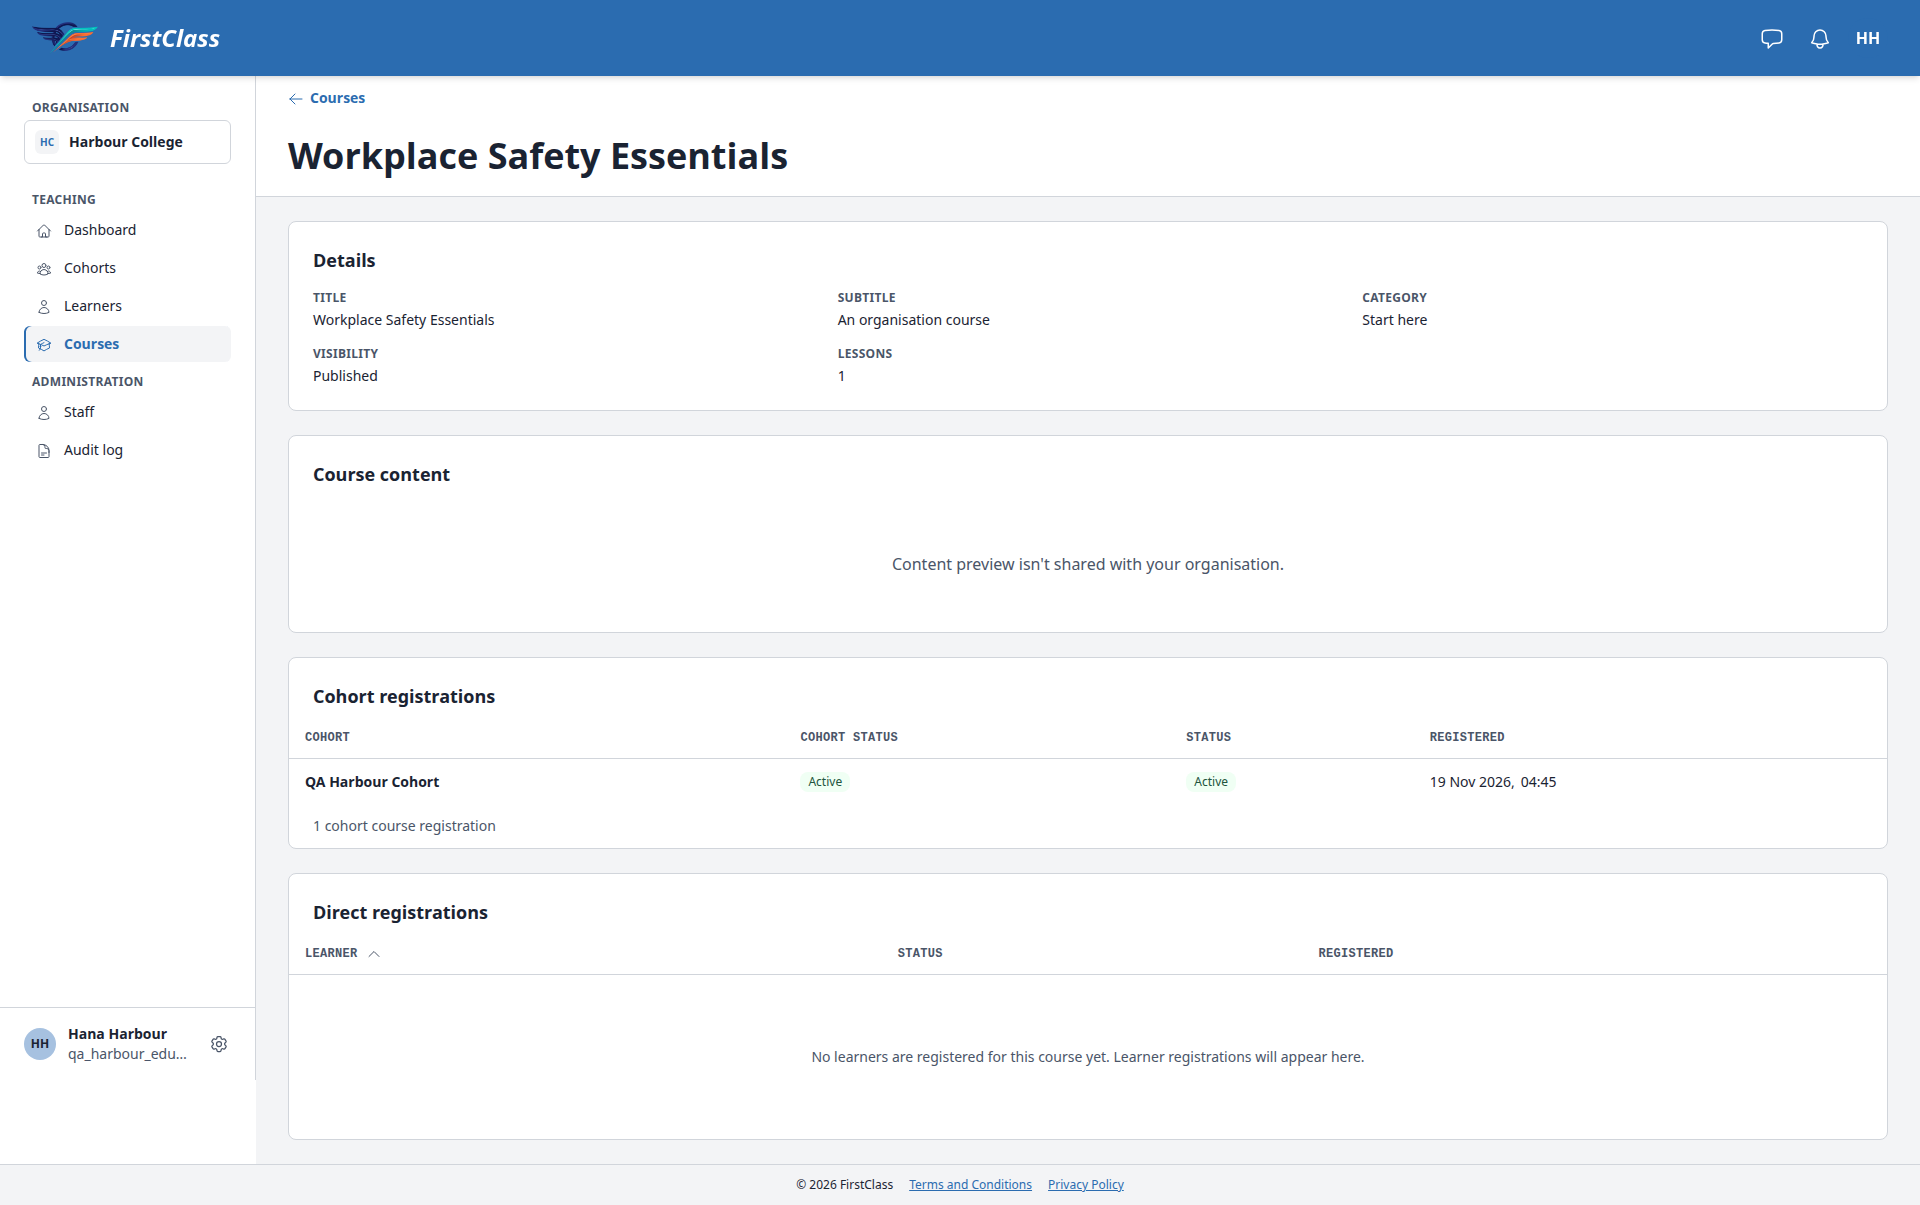 FirstClass
HH
ORGANISATION
HC Harbour College
TEACHING
Dashboard
Cohorts
Learners
Courses
ADMINISTRATION
Staff
Audit log
HH Hana Harbour
qa_harbour_edu...
Courses
Workplace Safety Essentials
Details
TITLE SUBTITLE CATEGORY
Workplace Safety Essentials An organisation course Start here
VISIBILITY LESSONS
Published 1
Course content
Content preview isn't shared with your organisation.
Cohort registrations
COHORT COHORT STATUS STATUS REGISTERED
QA Harbour Cohort Active Active 19 Nov 2026, 04:45
1 cohort course registration
Direct registrations
LEARNER STATUS REGISTERED
No learners are registered for this course yet. Learner registrations will appear here.
© 2026 FirstClass Terms and Conditions Privacy Policy